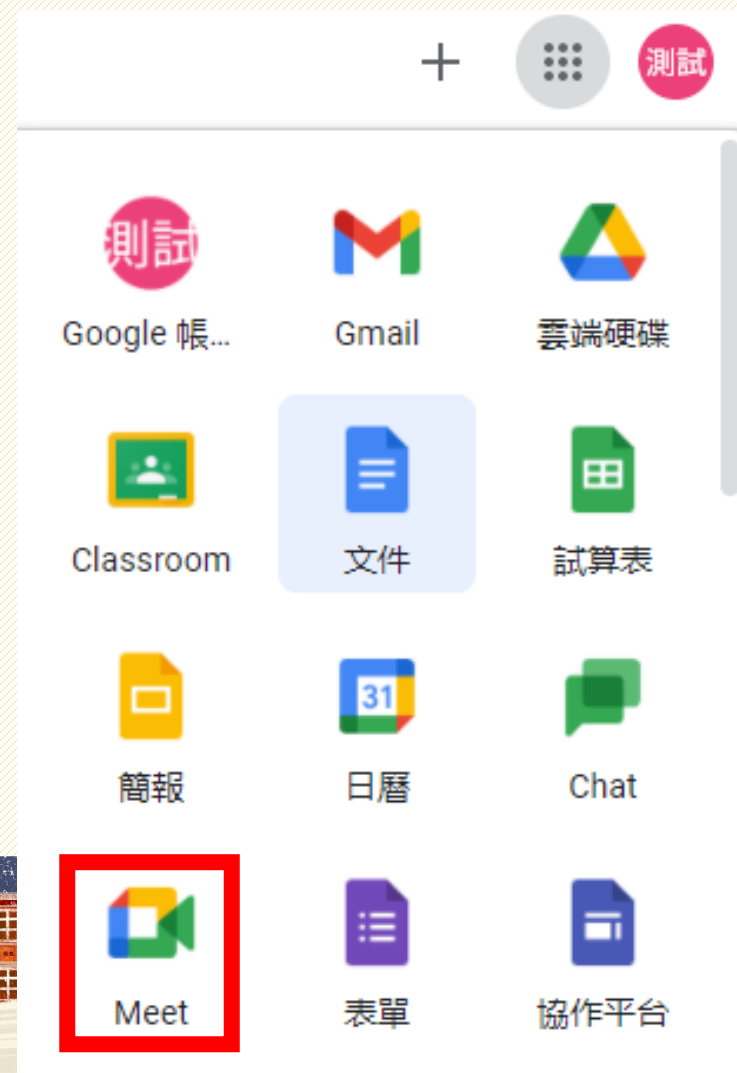 測試
測試
Google 帳...
Gmail
雲端硬碟
Classroom
文件
試算表
簡報
31
日曆
Chat
Meet
表單
協作平台